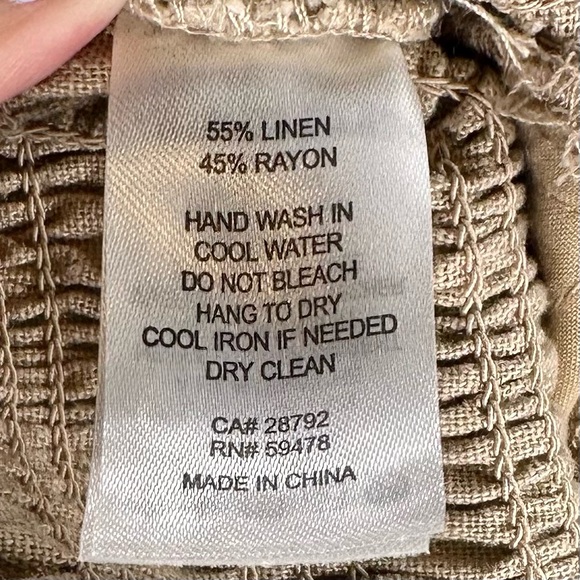 55% LINEN
45% RAYON
HAND WASH IN
COOL WATER
DO NOT BLEACH
HANG TO DRY
COOL IRON IF NEEDED
DRY CLEAN
CA# 28792
RN# 59478
MADE IN CHINA